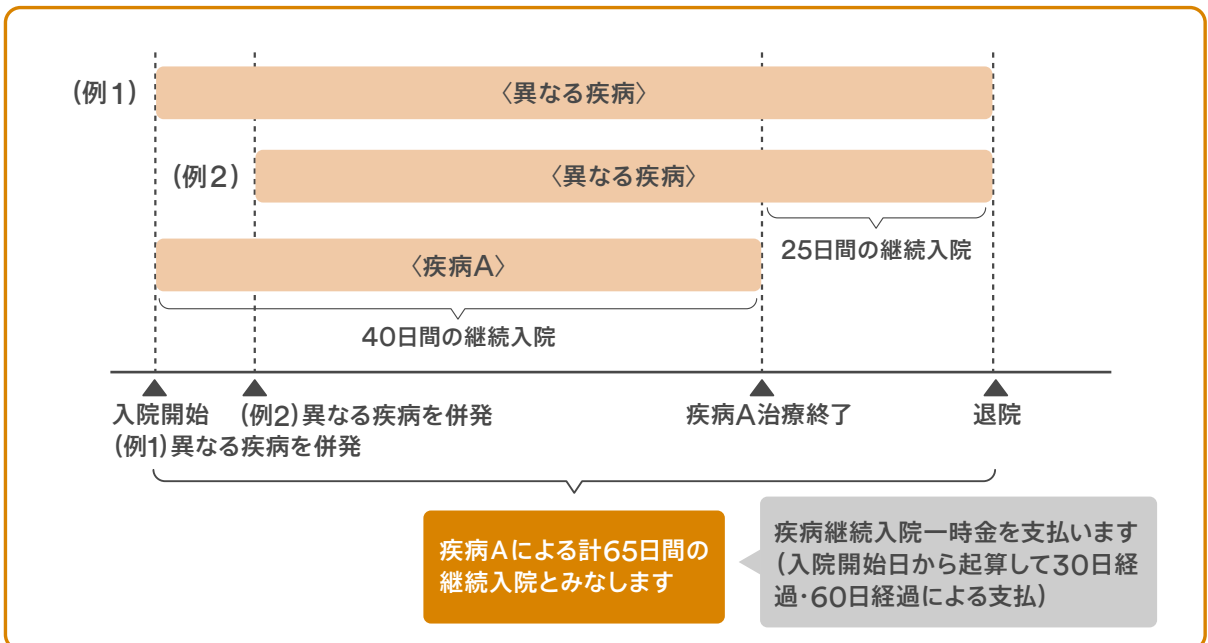 (例1)
〈異なる疾病〉
(例2)
〈異なる疾病〉
25日間の継続入院
〈疾病A〉
40日間の継続入院
入院開始
(例1)異なる疾病を併発
(例2)異なる疾病を併発
疾病A治療終了
退院
疾病Aによる計65日間の
継続入院とみなします
疾病継続入院一時金を支払います
(入院開始日から起算して30日経
過・60日経過による支払)